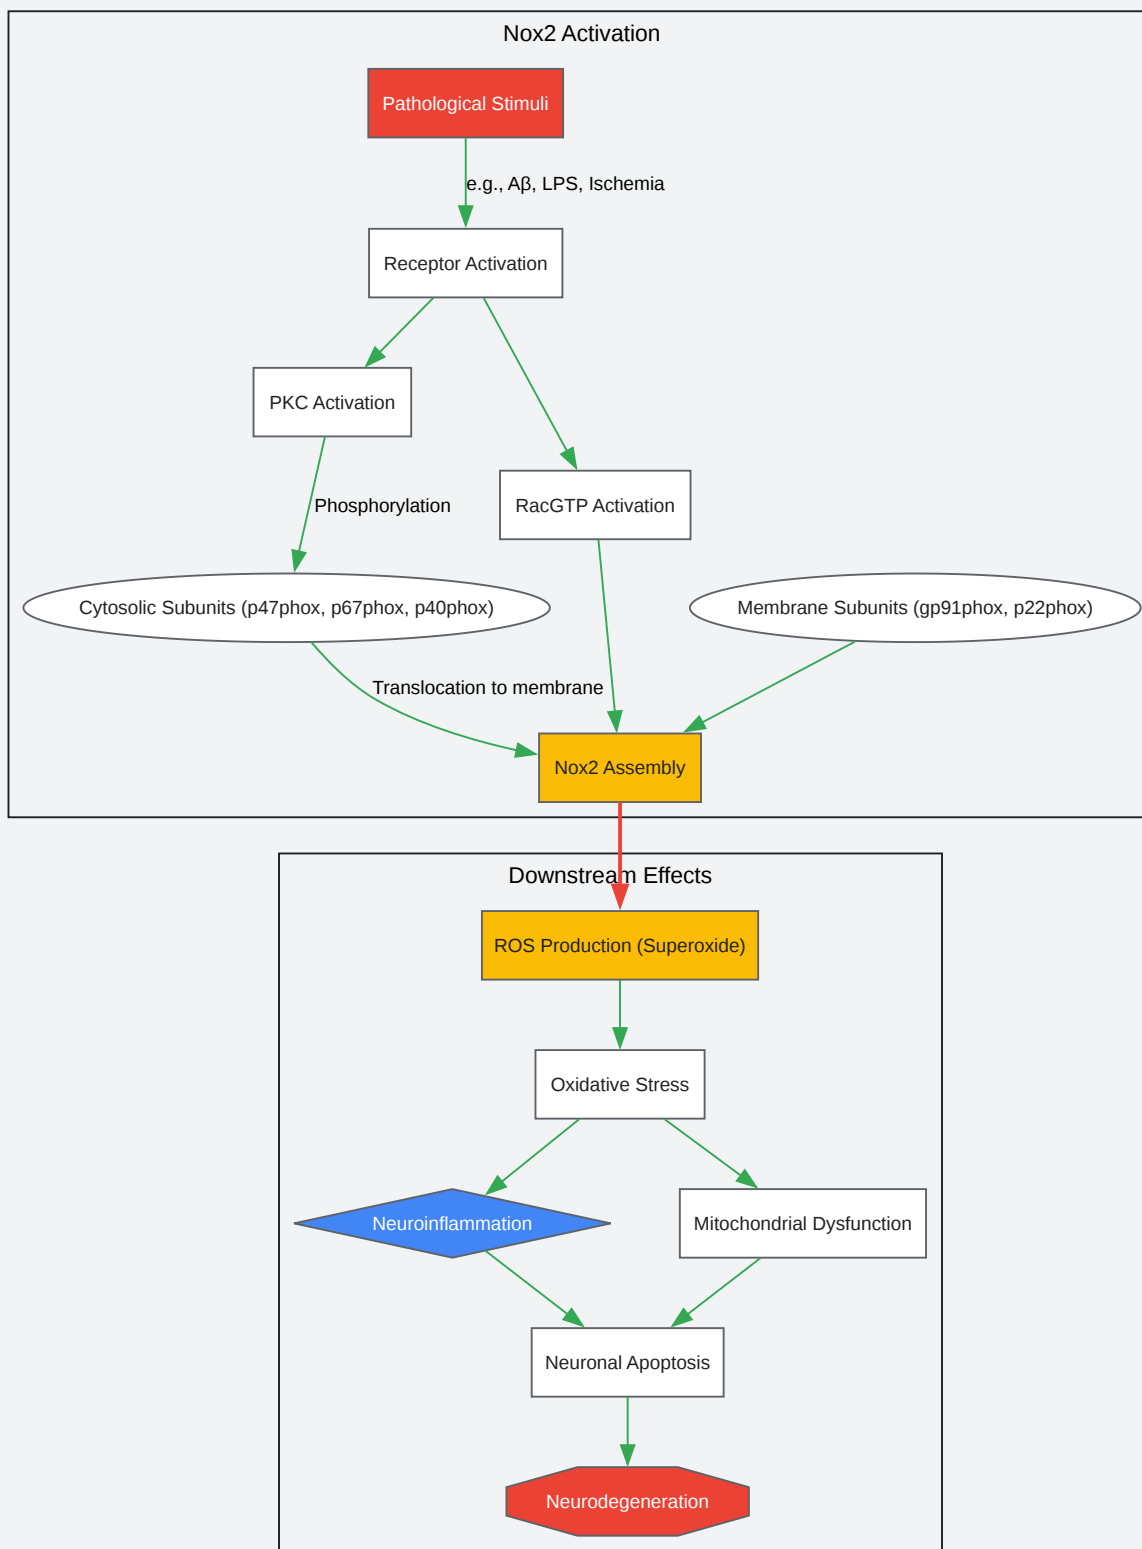 Nox2 Activation
Pathological Stimuli
e.g., Aβ, LPS, Ischemia
Receptor Activation
PKC Activation
RacGTP Activation
Phosphorylation
Cytosolic Subunits (p47phox, p67phox, p40phox)
Membrane Subunits (gp91phox, p22phox)
Translocation to membrane
Nox2 Assembly
Downstream Effects
ROS Production (Superoxide)
Oxidative Stress
Neuroinflammation
Mitochondrial Dysfunction
Neuronal Apoptosis
Neurodegeneration